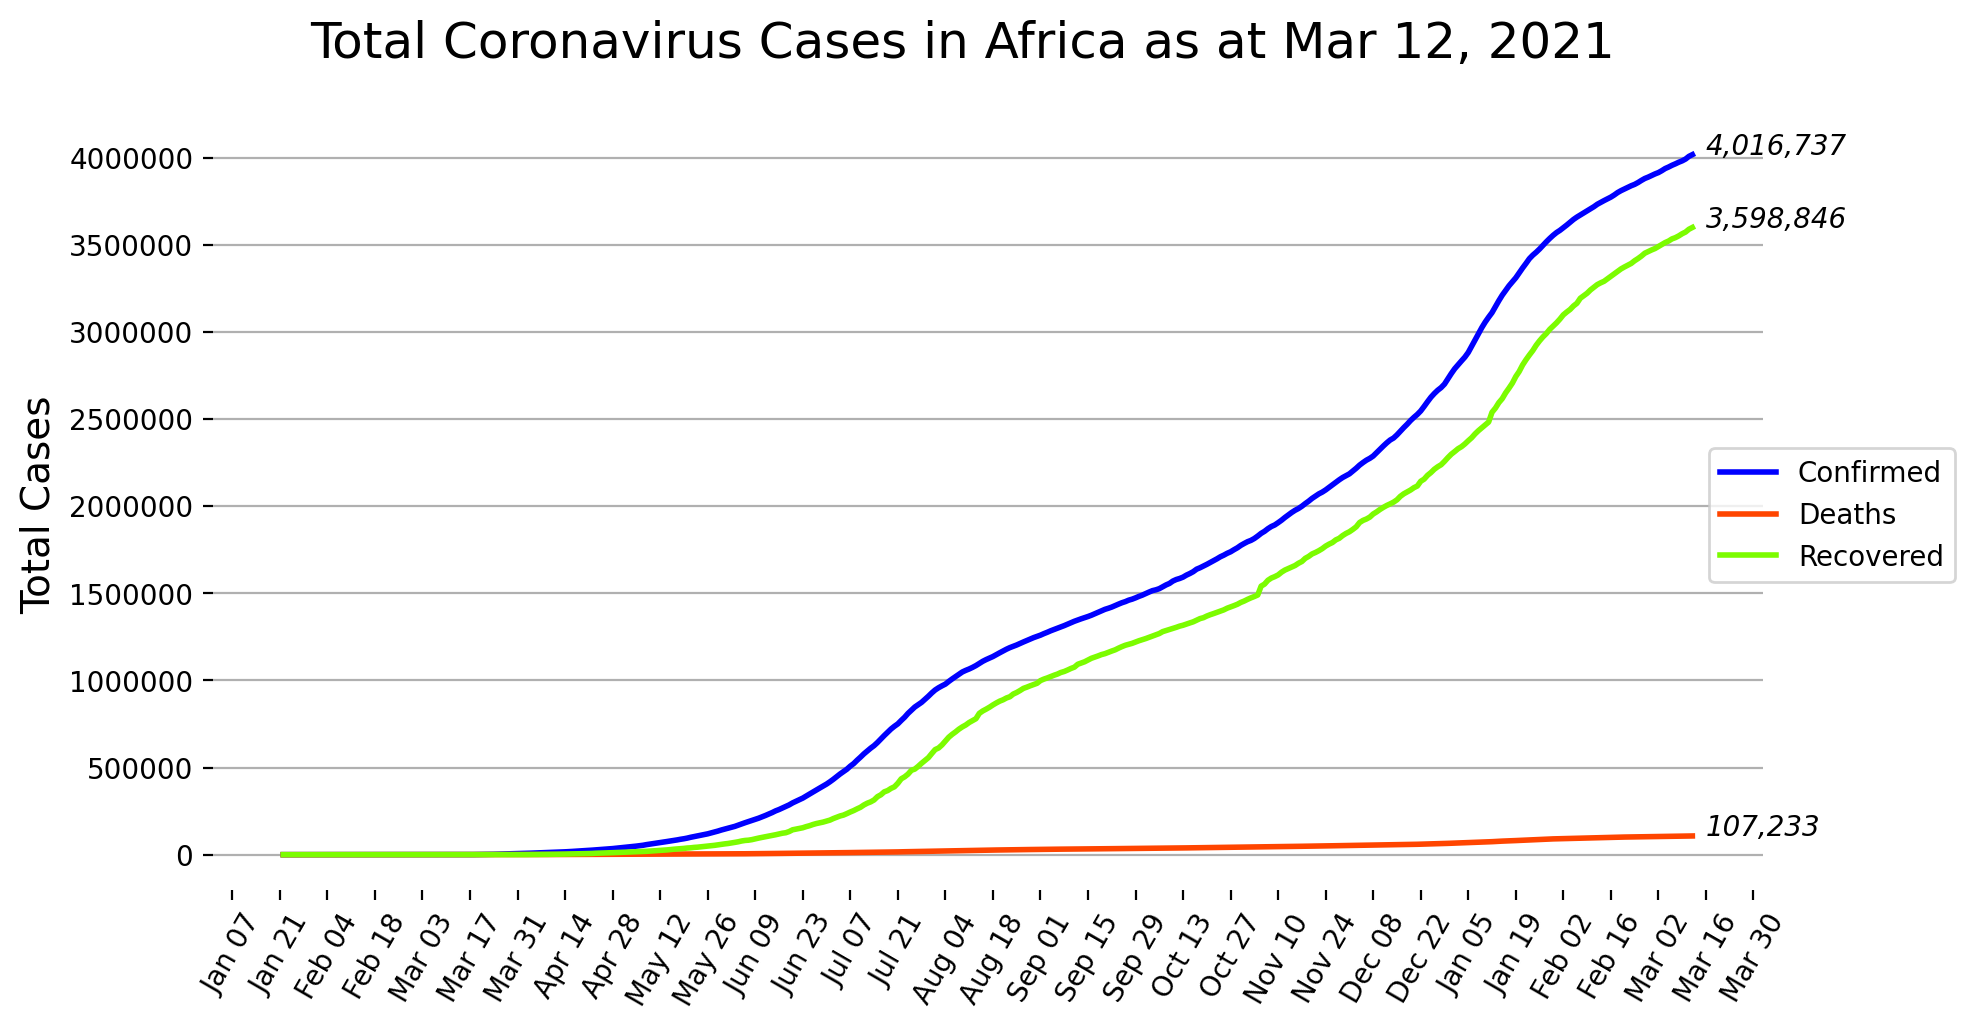 Total Coronavirus Cases in Africa as at Mar 12, 2021
Total Cases
4000000
3500000
3000000
2500000
2000000
1500000
1000000
500000
0
4,016,737
3,598,846
107,233
Confirmed
Deaths
Recovered
Jan 07
Jan 21
Feb 04
Feb 18
Mar 03
Mar 17
Mar 31
Apr 14
Apr 28
May 12
May 26
Jun 09
Jun 23
Jul 07
Jul 21
Aug 04
Aug 18
Sep 01
Sep 15
Sep 29
Oct 13
Oct 27
Nov 10
Nov 24
Dec 08
Dec 22
Jan 05
Jan 19
Feb 02
Feb 16
Mar 02
Mar 16
Mar 30